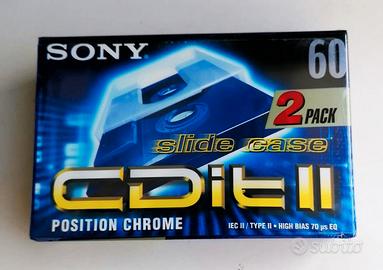 SONY
60
2 PACK
slide case
CDit II
POSITION CHROME
IEC II / TYPE II • HIGH BIAS 70 µs EQ
subito